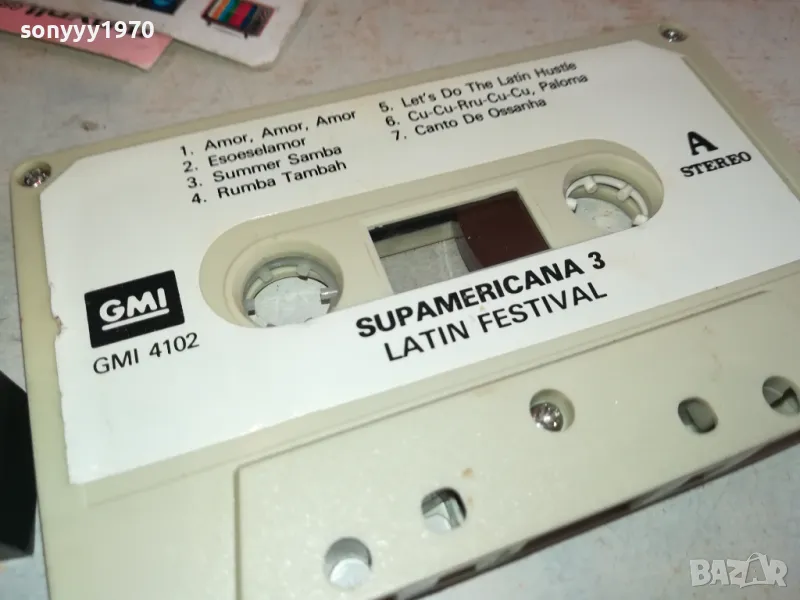 sonyyy1970
1. Amor, Amor, Amor
2. Esoeselamor
3. Summer Samba
4. Rumba Tambah
5. Let's Do The Latin Hustle
6. Cu-Cu-Rru-Cu-Cu, Paloma
7. Canto De Ossanha
A
STEREO
GMI
GMI 4102
SUPAMERICANA 3
LATIN FESTIVAL
BAZAR